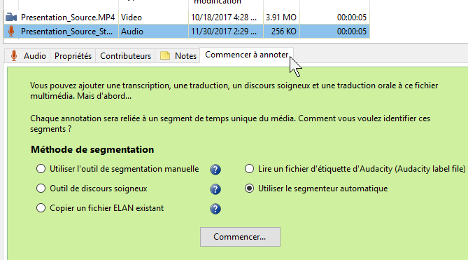 modification
Presentation_Source.MP4 Video 10/18/2017 4:28 ... 3.91 MO 00:00:05
Presentation_Source_St... Audio 11/30/2017 2:29 ... 256 KO 00:00:05
Audio Propriétés Contributeurs Notes Commencer à annoter
Vous pouvez ajouter une transcription, une traduction, un discours soigneux et une traduction orale à ce fichier
multimédia. Mais d'abord...
Chaque annotation sera reliée à un segment de temps unique du média. Comment vous voulez identifier ces
segments ?
Méthode de segmentation
Utiliser l'outil de segmentation manuelle ? Lire un fichier d'étiquette d'Audacity (Audacity label file)
Outil de discours soigneux ? Utiliser le segmenteur automatique
Copier un fichier ELAN existant ?
Commencer...